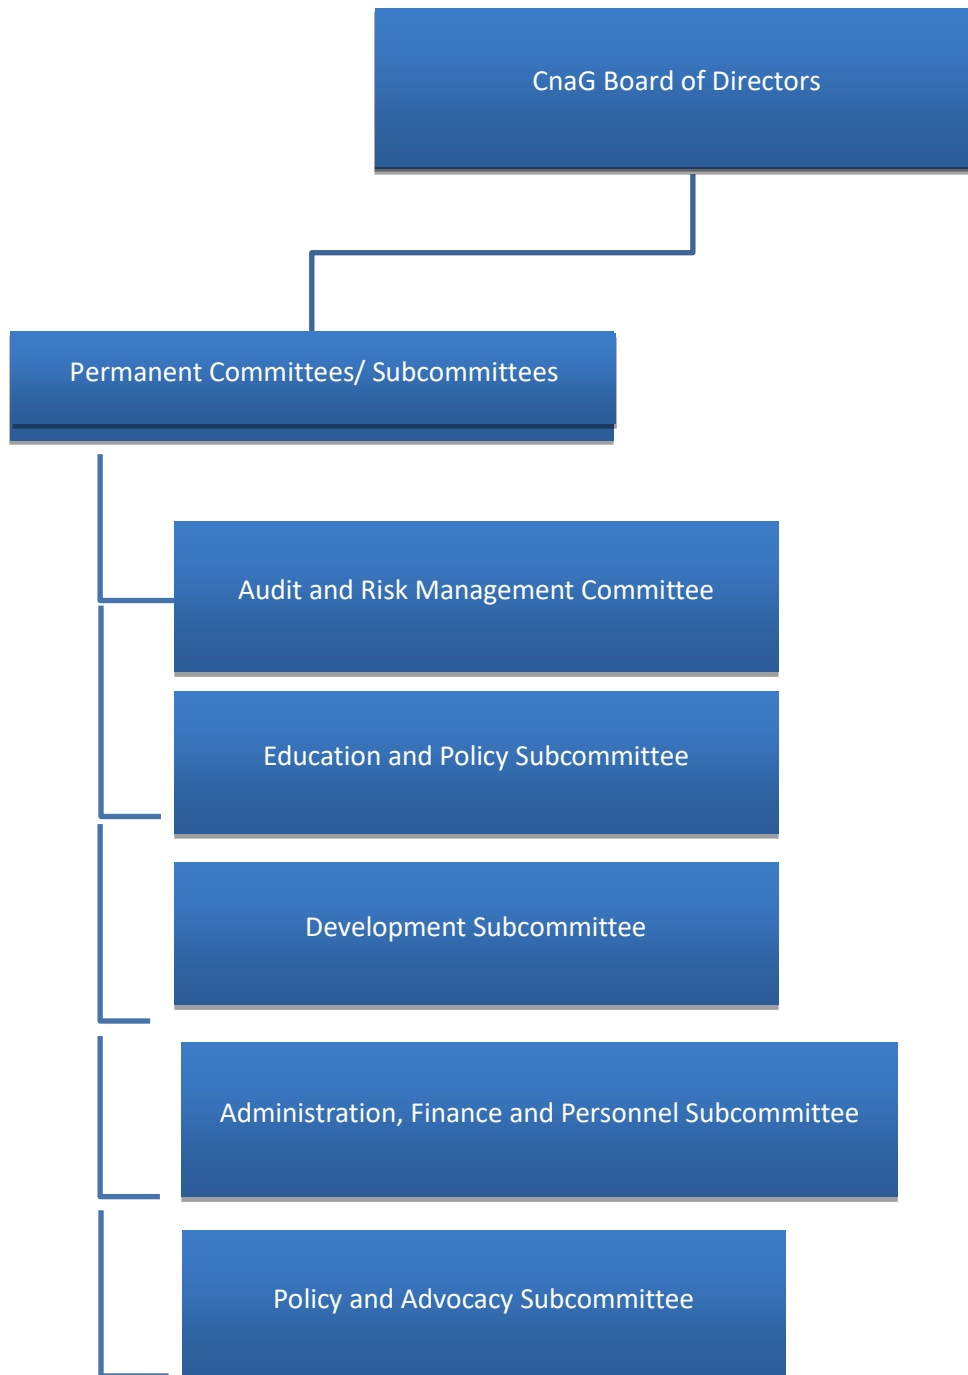 CnaG Board of Directors
Permanent Committees/ Subcommittees
Audit and Risk Management Committee
Education and Policy Subcommittee
Development Subcommittee
Administration, Finance and Personnel Subcommittee
Policy and Advocacy Subcommittee